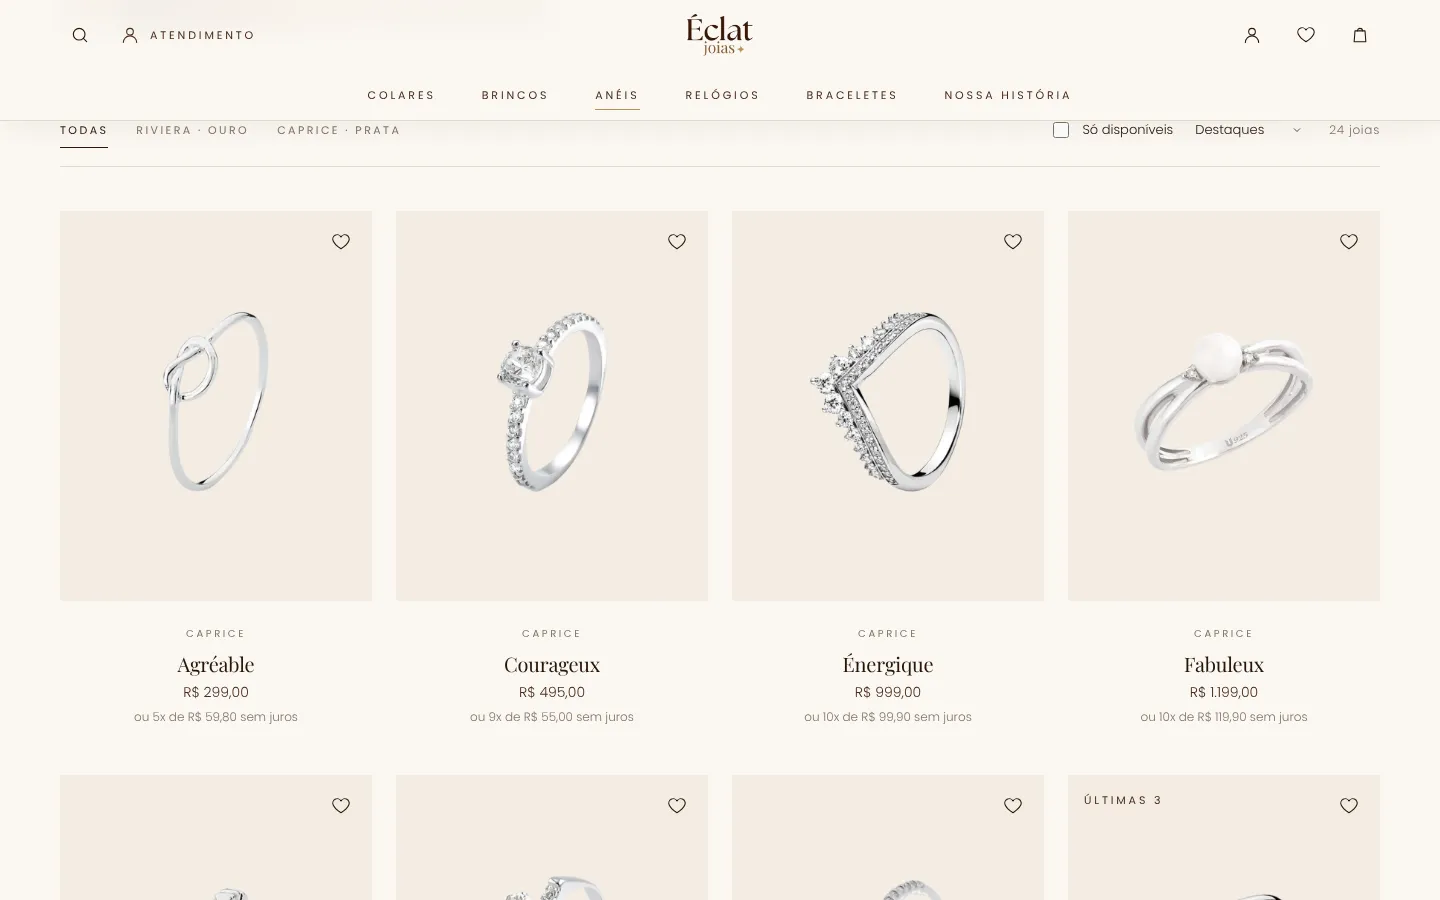 ATENDIMENTO
Éclat
joias
COLARES BRINCOS ANÉIS RELÓGIOS BRACELETES NOSSA HISTÓRIA
TODAS RIVIERA · OURO CAPRICE · PRATA Só disponíveis Destaques 24 joias
925
CAPRICE CAPRICE CAPRICE CAPRICE
Agréable Courageux Énergique Fabuleux
R$ 299,00 R$ 495,00 R$ 999,00 R$ 1.199,00
ou 5x de R$ 59,80 sem juros ou 9x de R$ 55,00 sem juros ou 10x de R$ 99,90 sem juros ou 10x de R$ 119,90 sem juros
ÚLTIMAS 3